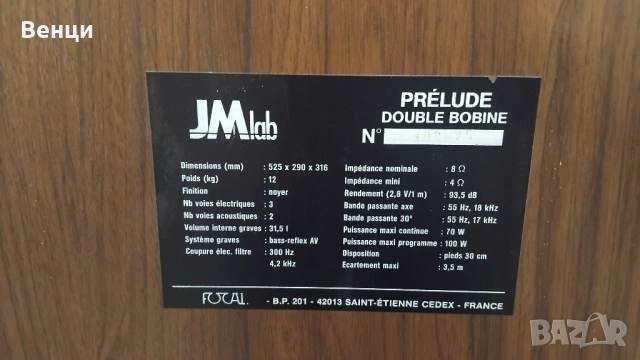 Венци
JMlab
PRÉLUDE
DOUBLE BOBINE
N°
Dimensions (mm) : 525 x 290 x 316
Poids (kg) : 12
Finition : noyer
Nb voies électriques : 3
Nb voies acoustiques : 2
Volume interne graves : 31,5 l
Système graves : bass-reflex AV
Coupure élec. filtre : 300 Hz
4,2 kHz
Impédance nominale : 8 Ω
Impédance mini : 4 Ω
Rendement (2,8 V/1 m) : 93,5 dB
Bande passante axe : 55 Hz, 18 kHz
Bande passante 30° : 55 Hz, 17 kHz
Puissance maxi continue : 70 W
Puissance maxi programme : 100 W
Disposition : pieds 30 cm
Ecartement maxi : 3,5 m
FOCAL - B.P. 201 - 42013 SAINT-ÉTIENNE CEDEX - FRANCE
BAZAR